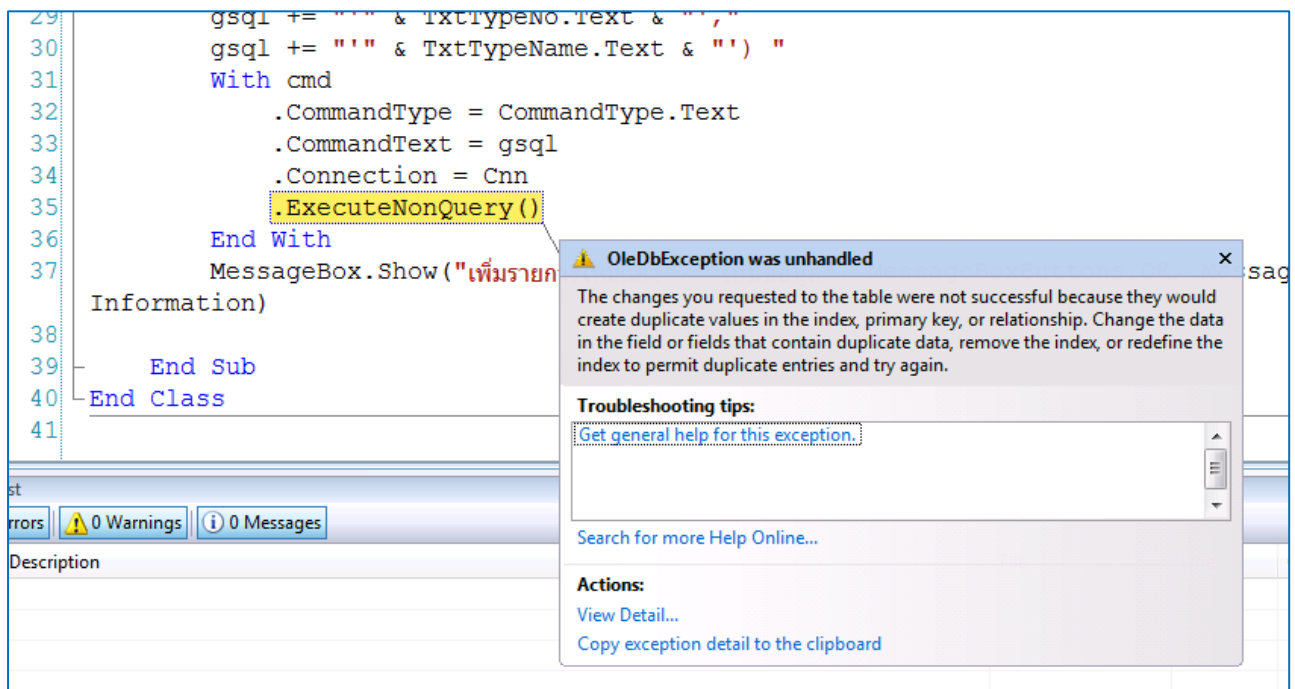 29 gsql += "'" & TxtTypeNo.Text & "',"
30 gsql += "'" & TxtTypeName.Text & "') "
31 With cmd
32 .CommandType = CommandType.Text
33 .CommandText = gsql
34 .Connection = Cnn
35 .ExecuteNonQuery()
36 End With
37 MessageBox.Show("เพิ่มรายก
Information)
38
39 End Sub
40 End Class
41
OleDbException was unhandled
The changes you requested to the table were not successful because they would
create duplicate values in the index, primary key, or relationship. Change the data
in the field or fields that contain duplicate data, remove the index, or redefine the
index to permit duplicate entries and try again.
Troubleshooting tips:
Get general help for this exception.
Search for more Help Online...
Actions:
View Detail...
Copy exception detail to the clipboard
st
rrors 0 Warnings 0 Messages
Description